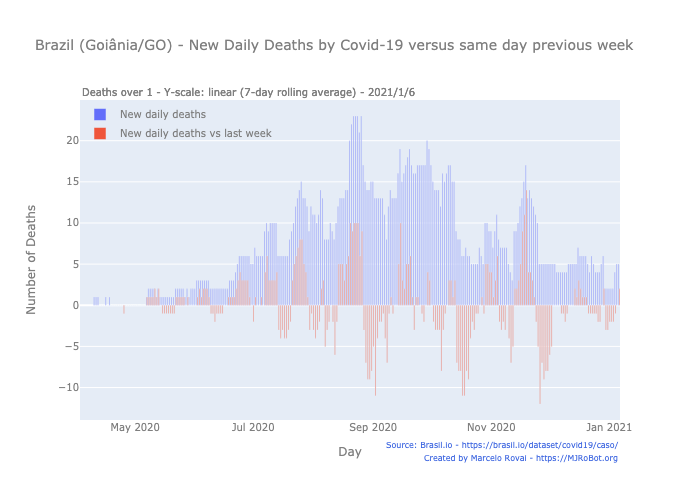 Brazil (Goiânia/GO) - New Daily Deaths by Covid-19 versus same day previous week
Deaths over 1 - Y-scale: linear (7-day rolling average) - 2021/1/6
New daily deaths
New daily deaths vs last week
20
15
10
5
0
−5
−10
Number of Deaths
May 2020
Jul 2020
Sep 2020
Nov 2020
Jan 2021
Day
Source: Brasil.io - https://brasil.io/dataset/covid19/caso/
Created by Marcelo Rovai - https://MJRoBot.org